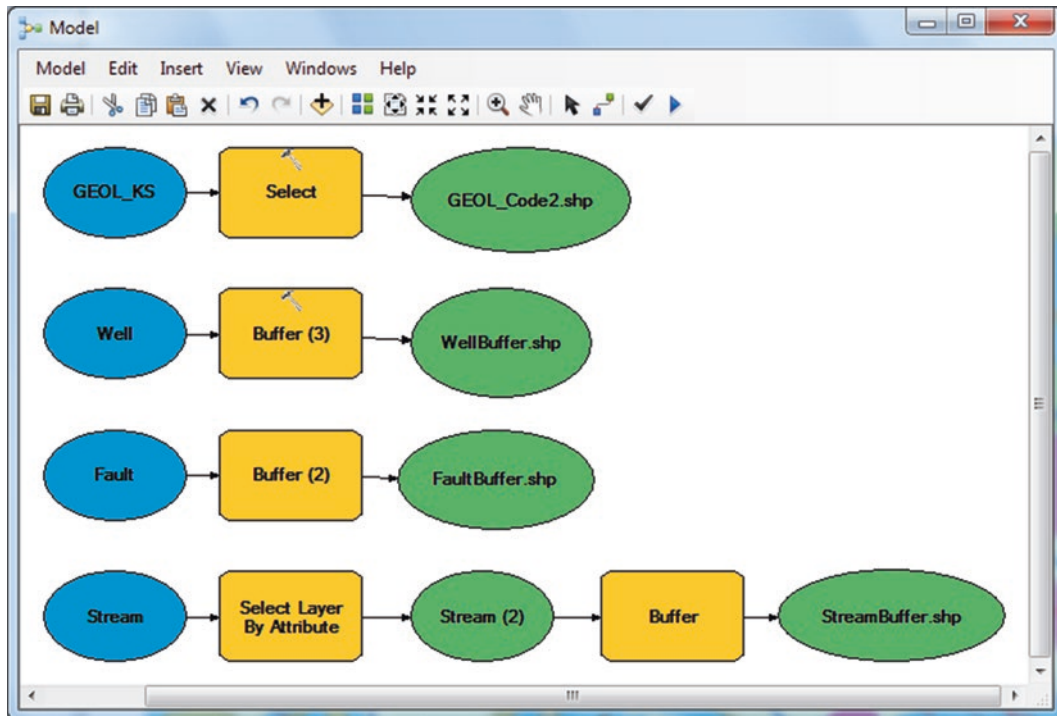 Model
Model Edit Insert View Windows Help
GEOL_KS Select GEOL_Code2.shp
Well Buffer (3) WellBuffer.shp
Fault Buffer (2) FaultBuffer.shp
Stream Select Layer By Attribute Stream (2) Buffer StreamBuffer.shp